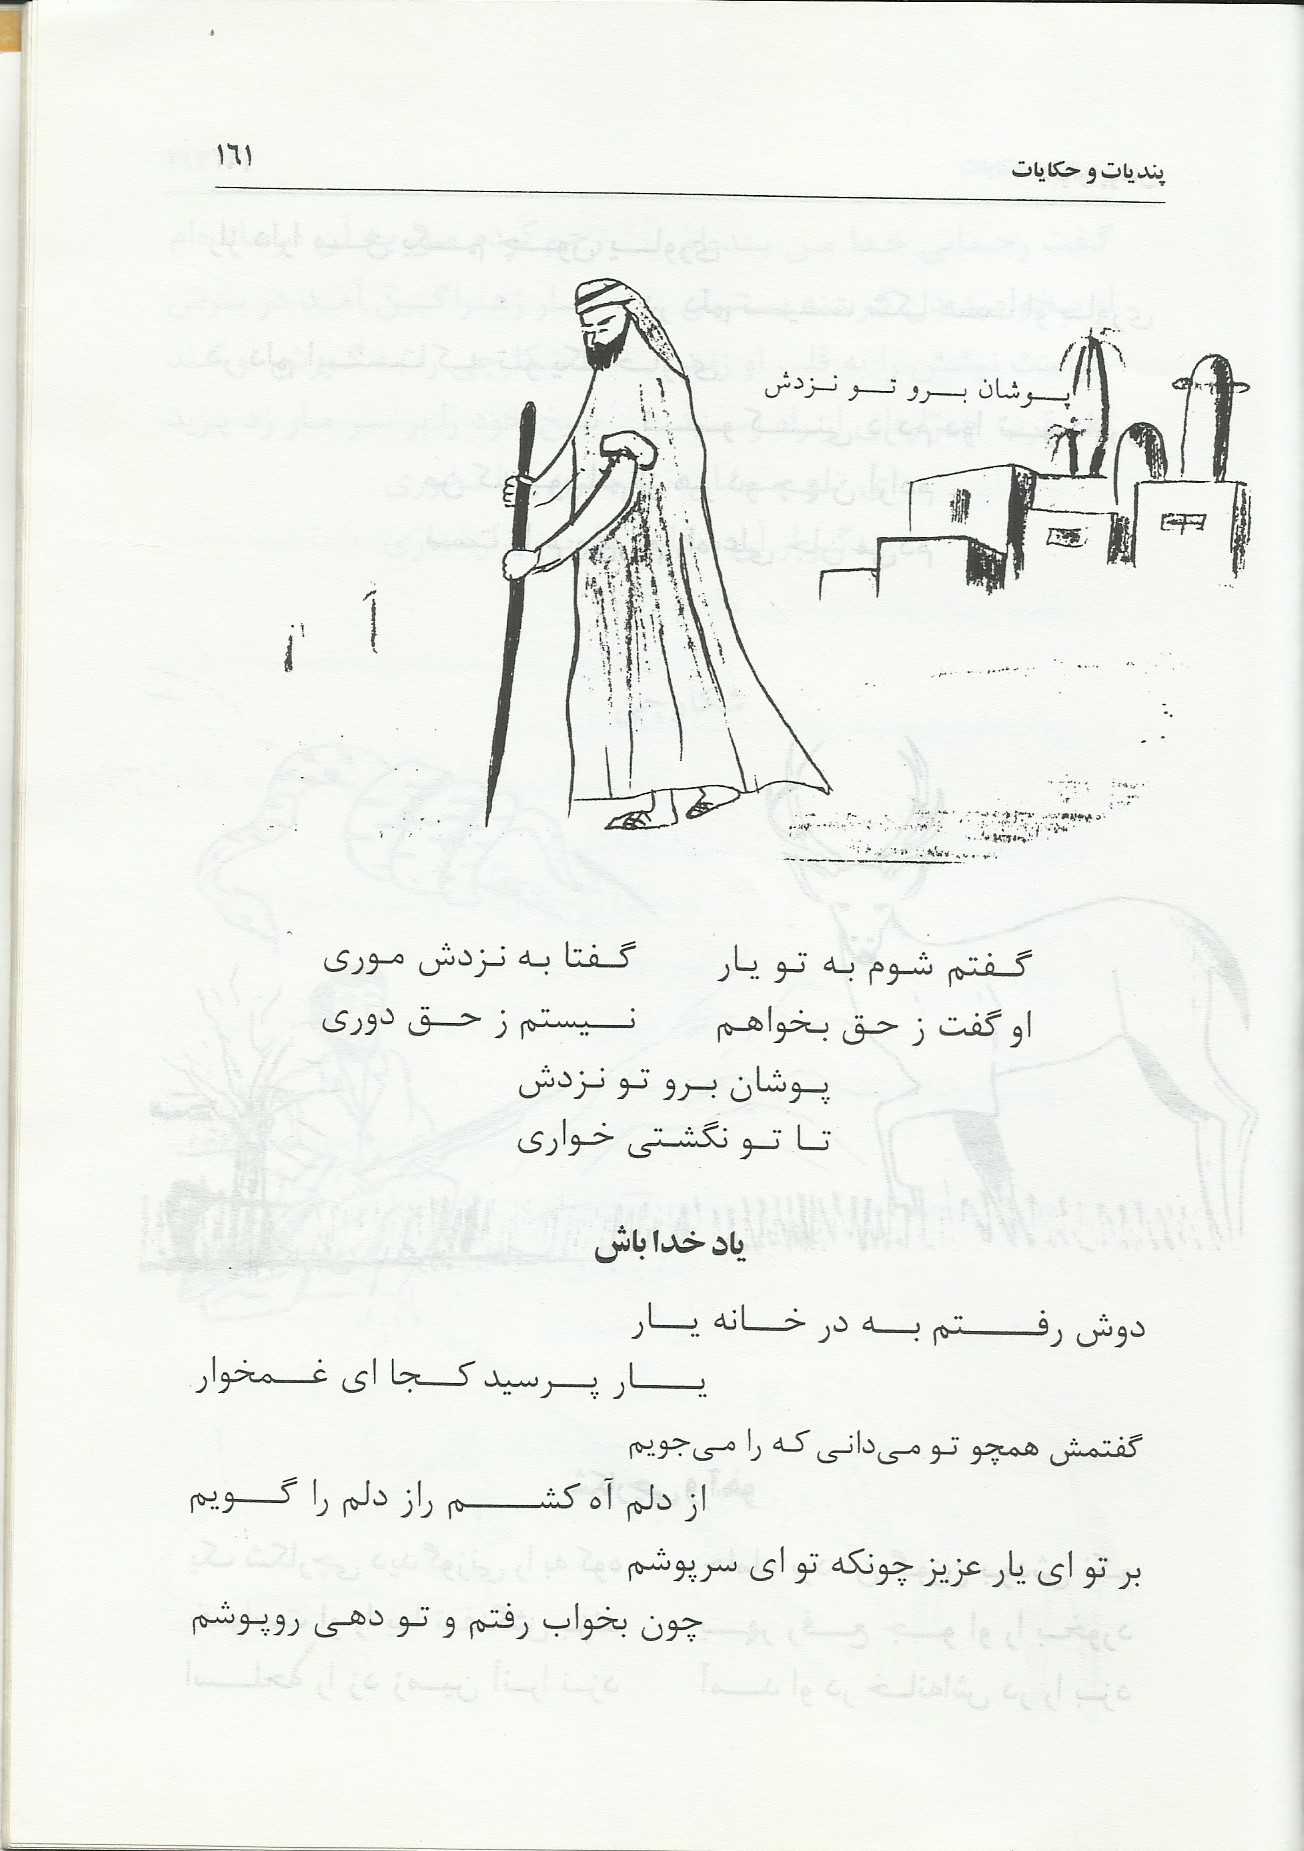 پندیات و حکایات ۱٦۱
پوشان برو تو نزدش
گفتم شوم به تو یار گفتا به نزدش موری
او گفت ز حق بخواهم نیستم ز حق دوری
پوشان برو تو نزدش
تا تو نگشتی خواری
یاد خدا باش
دوش رفتم به در خانه یار
یار پرسید کجا ای غمخوار
گفتمش همچو تو می‌دانی که را می‌جویم
از دلم آه کشم راز دلم را گویم
بر تو ای یار عزیز چونکه تو ای سرپوشم
چون بخواب رفتم و تو دهی روپوشم